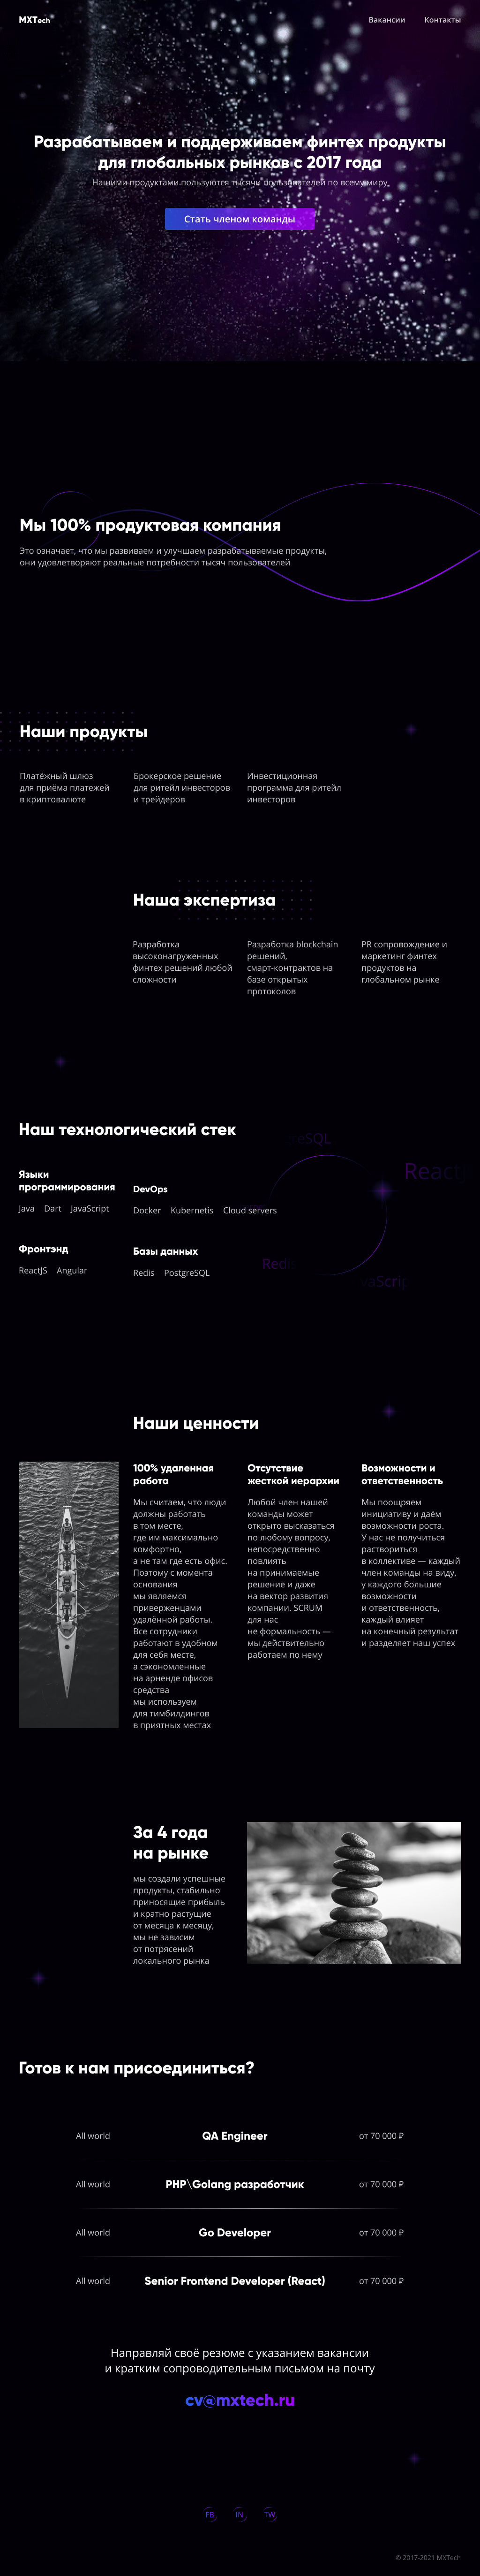 MXTech
Вакансии
Контакты
Разрабатываем и поддерживаем финтех продукты
для глобальных рынков с 2017 года
Нашими продуктами пользуются тысячи пользователей по всему миру.
Стать членом команды
Мы 100% продуктовая компания
Это означает, что мы развиваем и улучшаем разрабатываемые продукты,
они удовлетворяют реальные потребности тысяч пользователей
Наши продукты
Платёжный шлюз
для приёма платежей
в криптовалюте
Брокерское решение
для ритейл инвесторов
и трейдеров
Инвестиционная
программа для ритейл
инвесторов
Наша экспертиза
Разработка
высоконагруженных
финтех решений любой
сложности
Разработка blockchain
решений,
смарт-контрактов на
базе открытых
протоколов
PR сопровождение и
маркетинг финтех
продуктов на
глобальном рынке
Наш технологический стек
Языки
программирования
Java Dart JavaScript
DevOps
Docker Kubernetis Cloud servers
Фронтэнд
ReactJS Angular
Базы данных
Redis PostgreSQL
Наши ценности
100% удаленная
работа
Мы считаем, что люди
должны работать
в том месте,
где им максимально
комфортно,
а не там где есть офис.
Поэтому с момента
основания
мы являемся
приверженцами
удалённой работы.
Все сотрудники
работают в удобном
для себя месте,
а сэкономленные
на арненде офисов
средства
мы используем
для тимбилдингов
в приятных местах
Отсутствие
жесткой иерархии
Любой член нашей
команды может
открыто высказаться
по любому вопросу,
непосредственно
повлиять
на принимаемые
решение и даже
на вектор развития
компании. SCRUM
для нас
не формальность —
мы действительно
работаем по нему
Возможности и
ответственность
Мы поощряем
инициативу и даём
возможности роста.
У нас не получиться
раствориться
в коллективе — каждый
член команды на виду,
у каждого большие
возможности
и ответственность,
каждый влияет
на конечный результат
и разделяет наш успех
За 4 года
на рынке
мы создали успешные
продукты, стабильно
приносящие прибыль
и кратно растущие
от месяца к месяцу,
мы не зависим
от потрясений
локального рынка
Готов к нам присоединиться?
All world QA Engineer от 70 000 ₽
All world PHP\Golang разработчик от 70 000 ₽
All world Go Developer от 70 000 ₽
All world Senior Frontend Developer (React) от 70 000 ₽
Направляй своё резюме с указанием вакансии
и кратким сопроводительным письмом на почту
cv@mxtech.ru
FB IN TW
© 2017-2021 MXTech